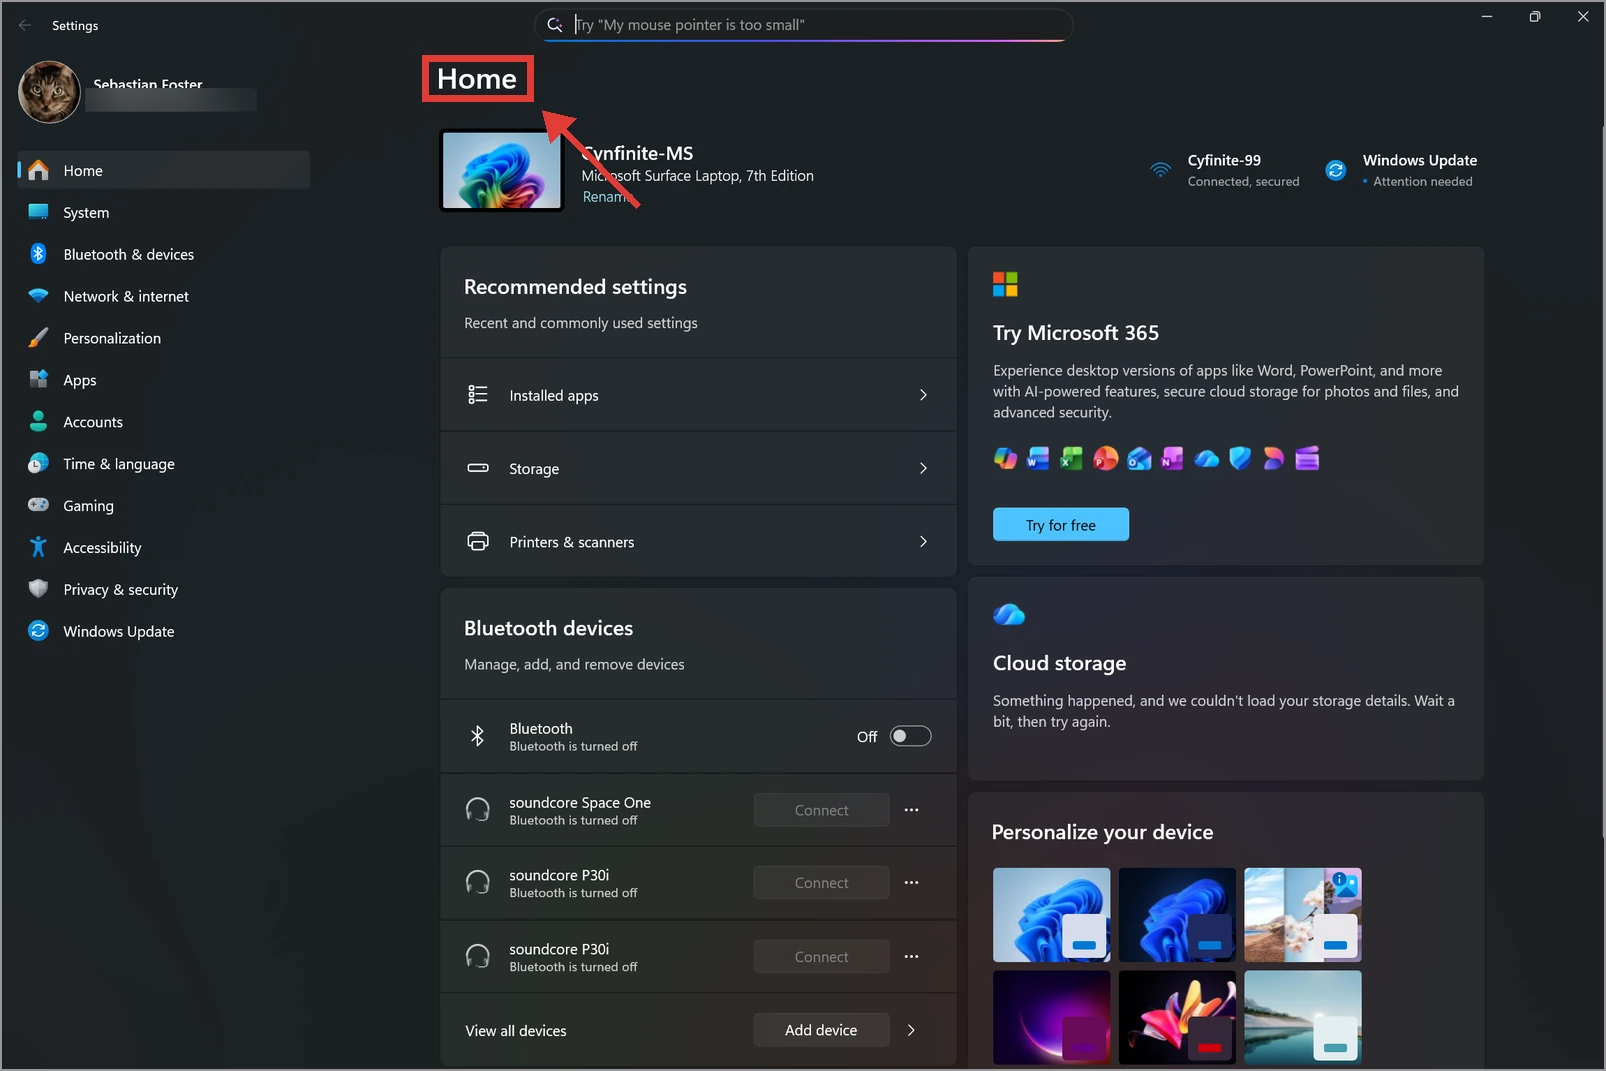 Settings
Try "My mouse pointer is too small"
Sebastian Foster
Home
System
Bluetooth & devices
Network & internet
Personalization
Apps
Accounts
Time & language
Gaming
Accessibility
Privacy & security
Windows Update
Home
Cynfinite-MS
Microsoft Surface Laptop, 7th Edition
Rename
Cyfinite-99
Connected, secured
Windows Update
• Attention needed
Recommended settings
Recent and commonly used settings
Installed apps
Storage
Printers & scanners
Bluetooth devices
Manage, add, and remove devices
Bluetooth
Bluetooth is turned off
Off
soundcore Space One
Bluetooth is turned off
Connect
soundcore P30i
Bluetooth is turned off
Connect
soundcore P30i
Bluetooth is turned off
Connect
View all devices
Add device
Try Microsoft 365
Experience desktop versions of apps like Word, PowerPoint, and more
with AI-powered features, secure cloud storage for photos and files, and
advanced security.
Try for free
Cloud storage
Something happened, and we couldn't load your storage details. Wait a
bit, then try again.
Personalize your device